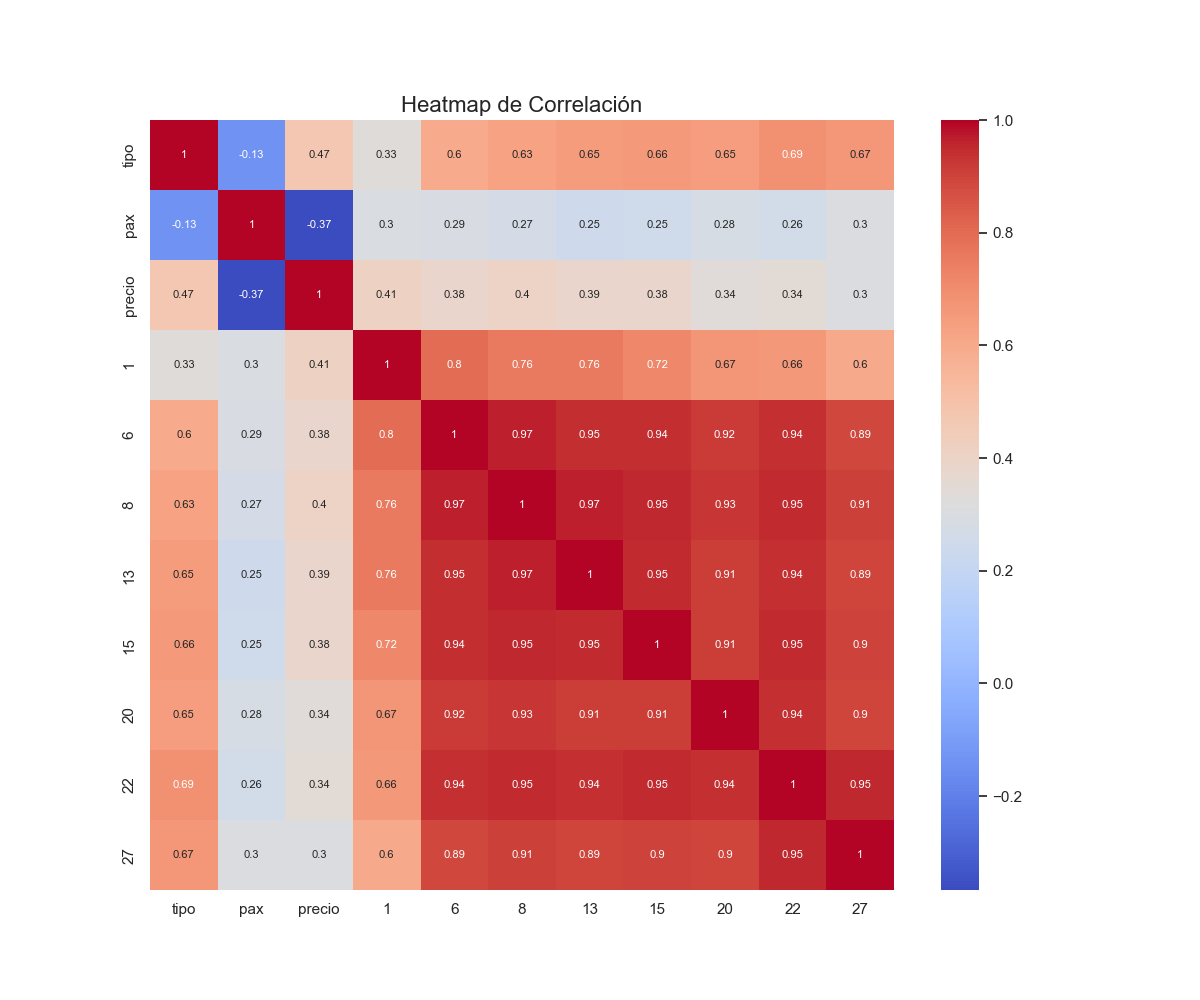 Heatmap de Correlación
tipo 1 -0.13 0.47 0.33 0.6 0.63 0.65 0.66 0.65 0.69 0.67
pax -0.13 1 -0.37 0.3 0.29 0.27 0.25 0.25 0.28 0.26 0.3
precio 0.47 -0.37 1 0.41 0.38 0.4 0.39 0.38 0.34 0.34 0.3
1 0.33 0.3 0.41 1 0.8 0.76 0.76 0.72 0.67 0.66 0.6
6 0.6 0.29 0.38 0.8 1 0.97 0.95 0.94 0.92 0.94 0.89
8 0.63 0.27 0.4 0.76 0.97 1 0.97 0.95 0.93 0.95 0.91
13 0.65 0.25 0.39 0.76 0.95 0.97 1 0.95 0.91 0.94 0.89
15 0.66 0.25 0.38 0.72 0.94 0.95 0.95 1 0.91 0.95 0.9
20 0.65 0.28 0.34 0.67 0.92 0.93 0.91 0.91 1 0.94 0.9
22 0.69 0.26 0.34 0.66 0.94 0.95 0.94 0.95 0.94 1 0.95
27 0.67 0.3 0.3 0.6 0.89 0.91 0.89 0.9 0.9 0.95 1
tipo pax precio 1 6 8 13 15 20 22 27
1.0
0.8
0.6
0.4
0.2
0.0
−0.2